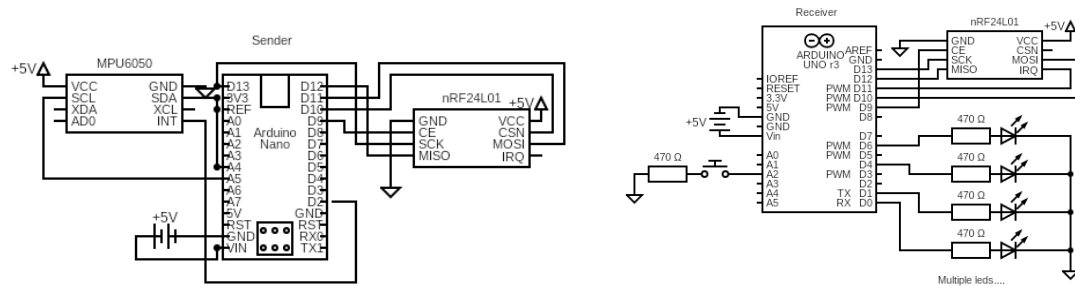 Sender
MPU6050
+5V
VCC
SCL
XDA
AD0
GND
SDA
XCL
INT
D13
3V3
REF
A0
A1
A2
A3
A4
A5
A6
A7
5V
RST
GND
VIN
Arduino
Nano
D12
D11
D10
D9
D8
D7
D6
D5
D4
D3
D2
GND
RST
RX0
TX1
+5V
nRF24L01
+5V
GND
CE
SCK
MISO
VCC
CSN
MOSI
IRQ
Receiver
ARDUINO
UNO r3
IOREF
RESET
3.3V
5V
GND
GND
Vin
A0
A1
A2
A3
A4
A5
AREF
GND
D13
D12
PWM D11
PWM D10
PWM D9
D8
D7
PWM D6
PWM D5
D4
PWM D3
D2
TX D1
RX D0
+5V
470 Ω
nRF24L01
+5V
GND
CE
SCK
MISO
VCC
CSN
MOSI
IRQ
470 Ω
470 Ω
470 Ω
470 Ω
Multiple leds....